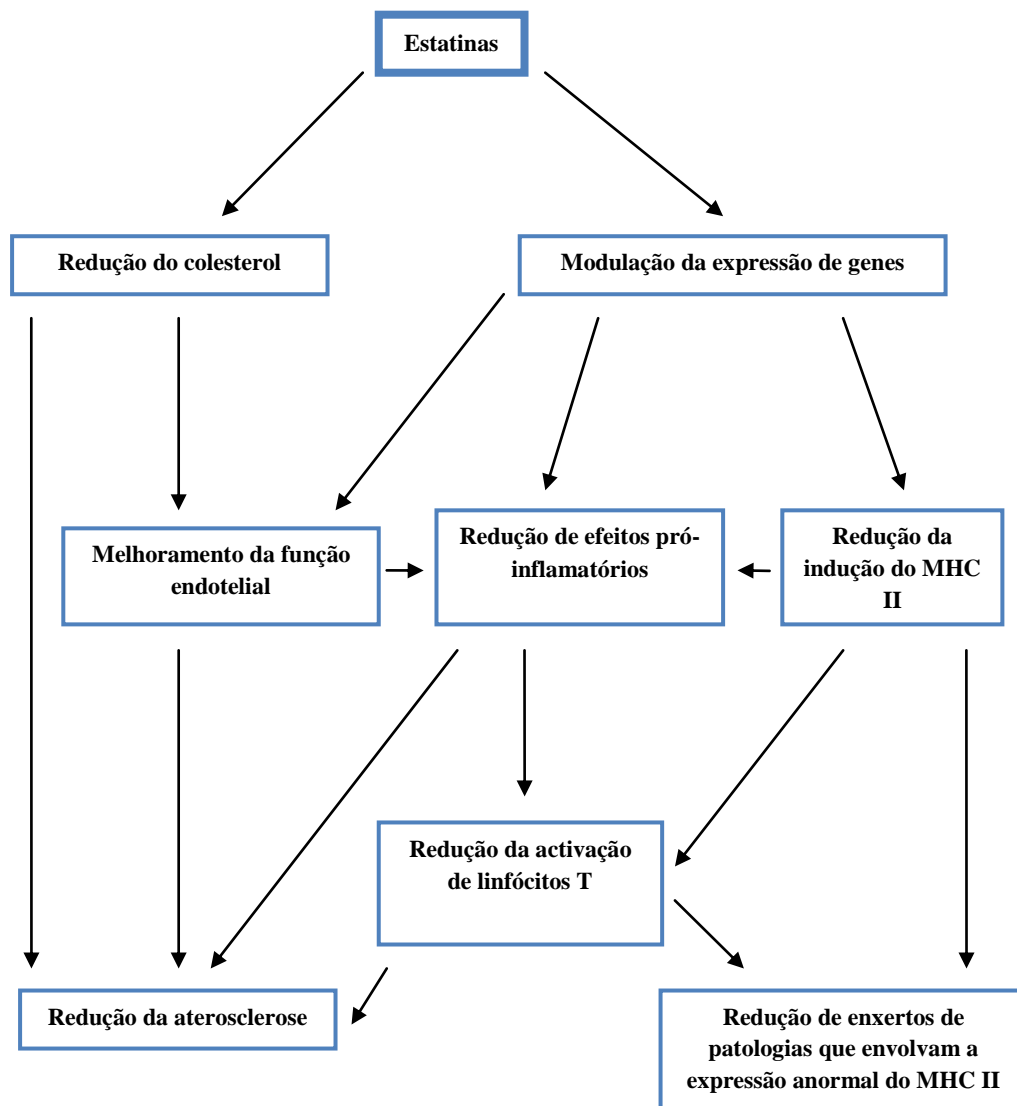 Estatinas
Redução do colesterol
Modulação da expressão de genes
Melhoramento da função
endotelial
Redução de efeitos pró-
inflamatórios
Redução da
indução do MHC
II
Redução da activação
de linfócitos T
Redução da aterosclerose
Redução de enxertos de
patologias que envolvam a
expressão anormal do MHC II